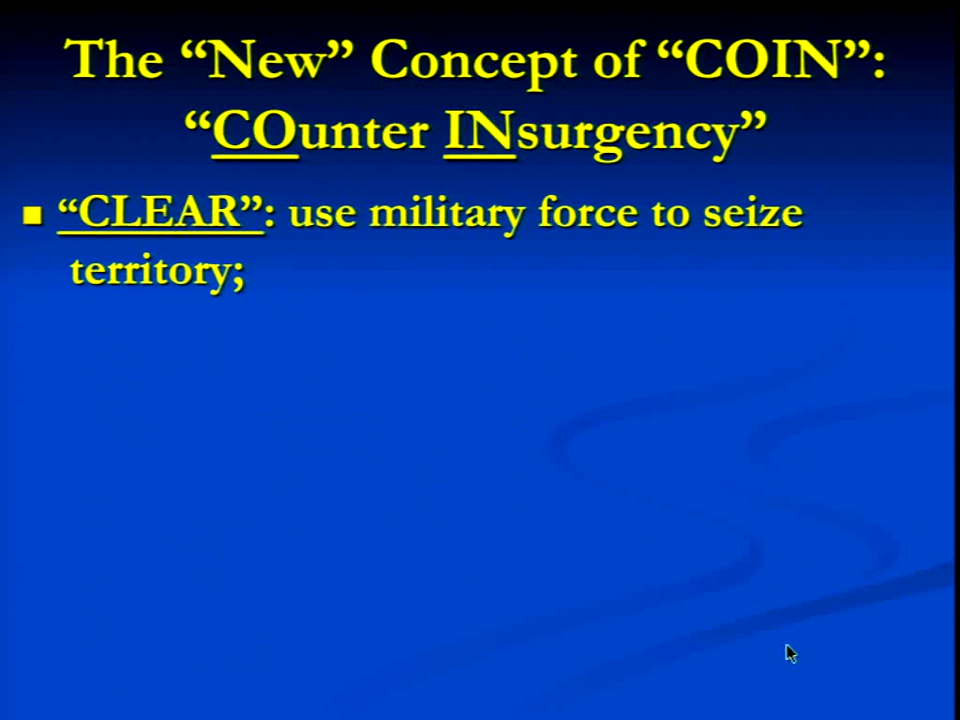 The “New” Concept of “COIN”:
“COunter INsurgency”
“CLEAR”: use military force to seize
territory;